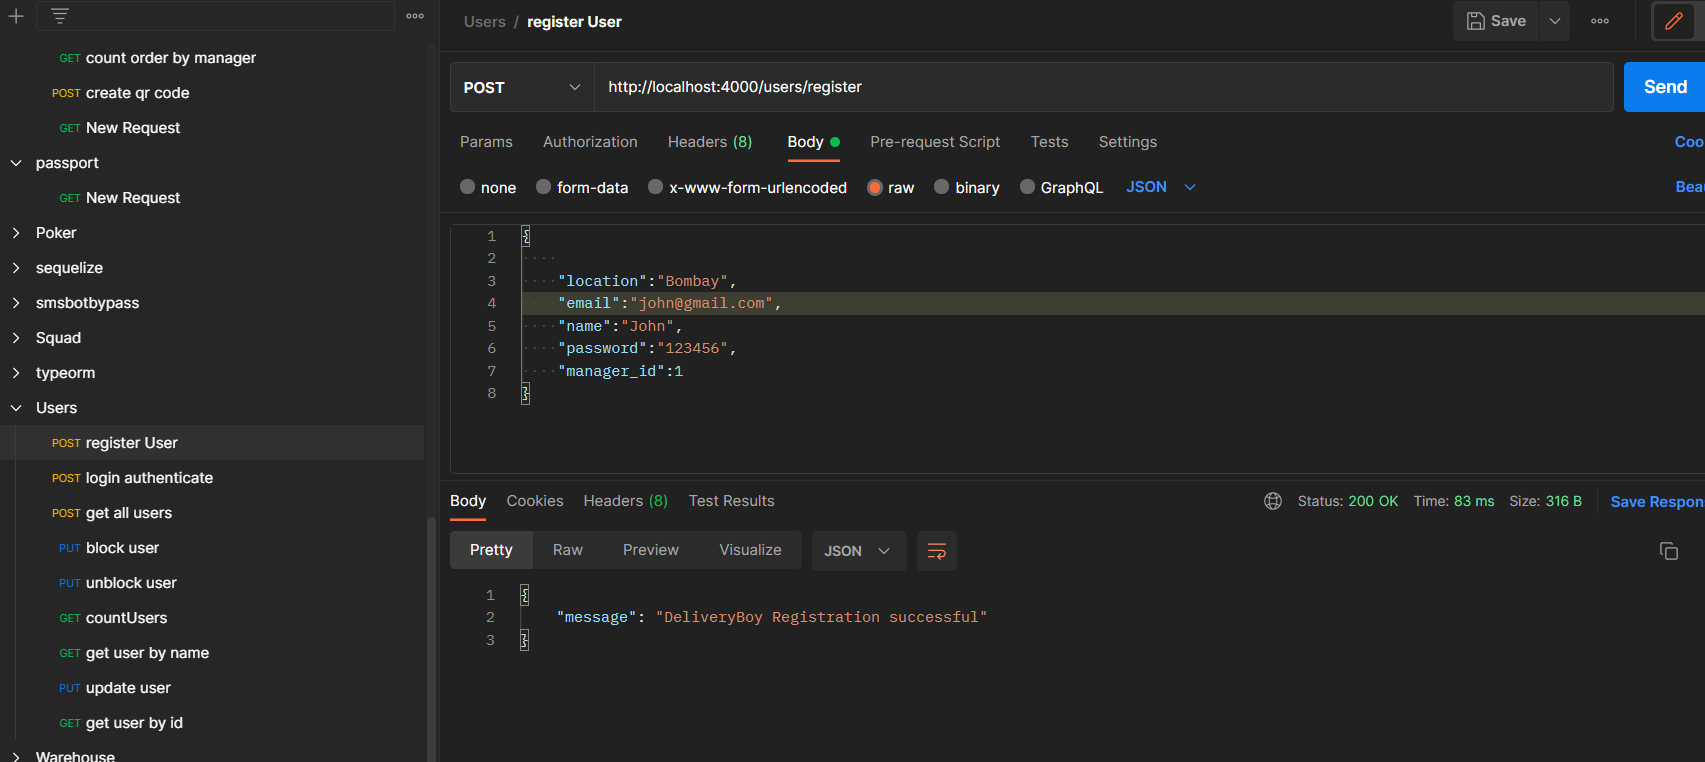 Users / register User
Save
GET count order by manager
POST create qr code
GET New Request
passport
GET New Request
Poker
sequelize
smsbotbypass
Squad
typeorm
Users
POST register User
POST login authenticate
POST get all users
PUT block user
PUT unblock user
GET countUsers
GET get user by name
PUT update user
GET get user by id
Warehouse
POST http://localhost:4000/users/register Send
Params Authorization Headers (8) Body Pre-request Script Tests Settings Coo
none form-data x-www-form-urlencoded raw binary GraphQL JSON Beau
1 {
2
3 "location":"Bombay",
4 "email":"john@gmail.com",
5 "name":"John",
6 "password":"123456",
7 "manager_id":1
8 }
Body Cookies Headers (8) Test Results Status: 200 OK Time: 83 ms Size: 316 B Save Respon
Pretty Raw Preview Visualize JSON
1 {
2 "message": "DeliveryBoy Registration successful"
3 }